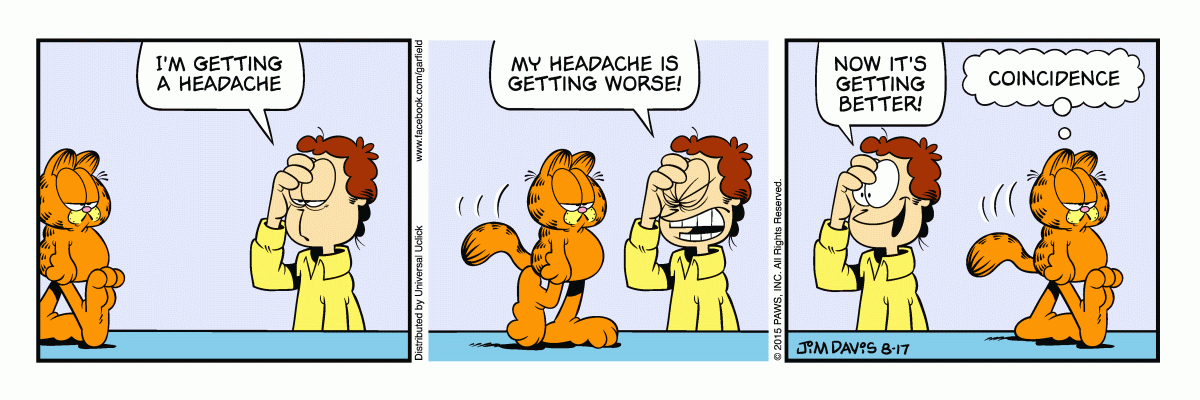 I'M GETTING
A HEADACHE
www.facebook.com/garfield
Distributed by Universal Uclick
MY HEADACHE IS
GETTING WORSE!
© 2015 PAWS, INC. All Rights Reserved.
NOW IT'S
GETTING
BETTER!
COINCIDENCE
JIM DAVIS 8-17